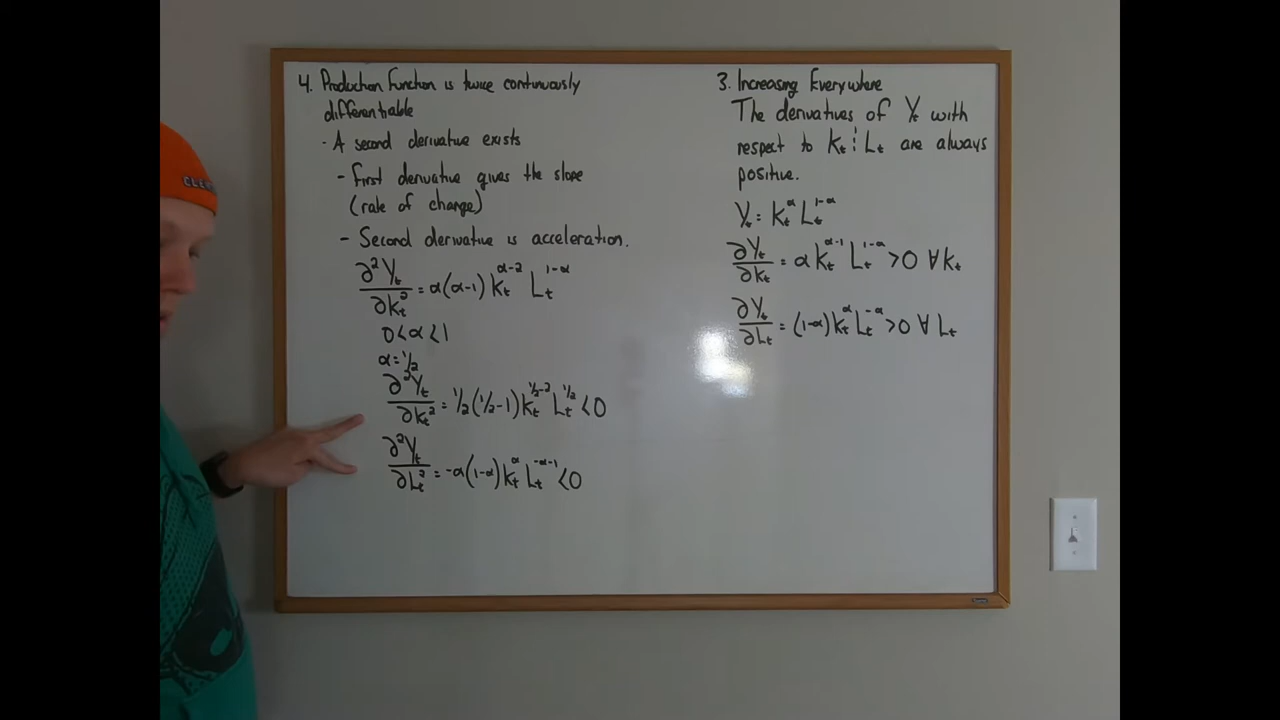 4. Production Function is twice continuously
differentiable
· A second derivative exists
- First derivative gives the slope
(rate of change)
- Second derivative is acceleration.
∂²Yₜ/∂Kₜ² = α(α-1) Kₜ^(α-2) Lₜ^(1-α)
0<α<1
α=1/2
∂²Yₜ/∂Kₜ² = 1/2(1/2-1)Kₜ^(1/2-2) Lₜ^(1/2) <0
∂²Yₜ/∂Lₜ² = -α(1-α)Kₜ^α Lₜ^(-α-1) <0
3. Increasing Everywhere
The derivatives of Yₜ with
respect to Kₜ & Lₜ are always
positive.
Yₜ = Kₜ^α Lₜ^(1-α)
∂Yₜ/∂Kₜ = αKₜ^(α-1) Lₜ^(1-α) >0 ∀Kₜ
∂Yₜ/∂Lₜ = (1-α)Kₜ^α Lₜ^(-α) >0 ∀ Lₜ